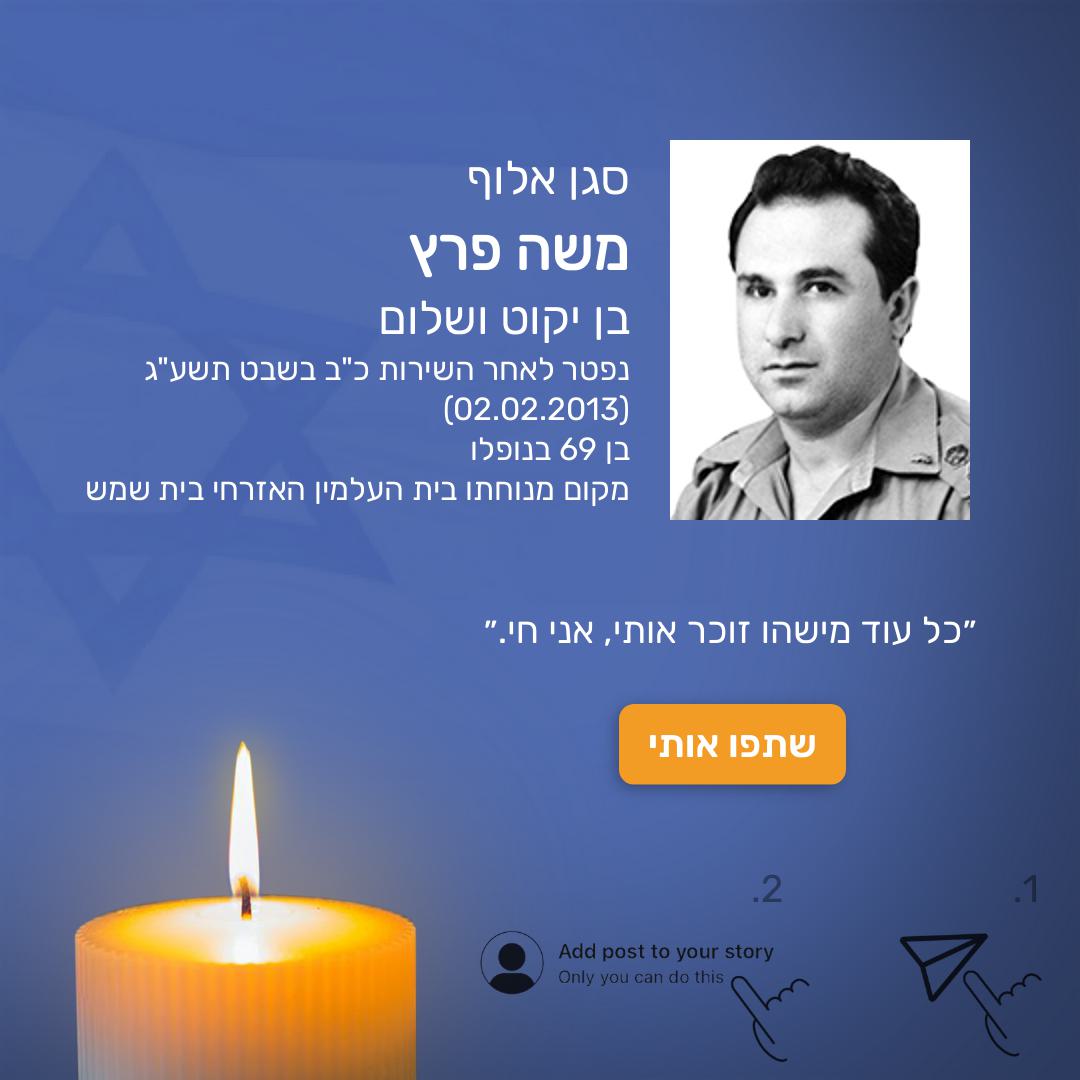 סגן אלוף
משה פרץ
בן יקוט ושלום
נפטר לאחר השירות כ"ב בשבט תשע"ג
(02.02.2013)
בן 69 בנופלו
מקום מנוחתו בית העלמין האזרחי בית שמש
״כל עוד מישהו זוכר אותי, אני חי.״
שתפו אותי
1.
2.
Add post to your story
Only you can do this